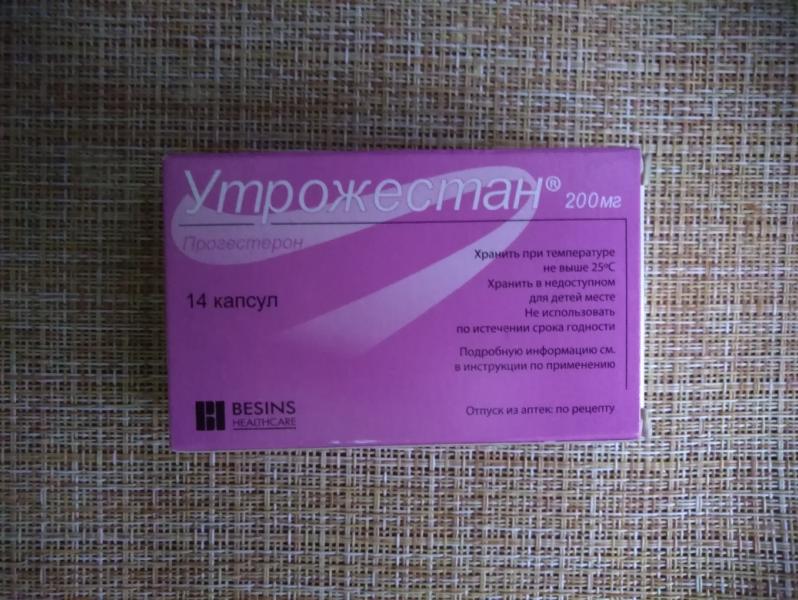 Утрожестан® 200мг
Прогестерон
14 капсул
Хранить при температуре
не выше 25ºC
Хранить в недоступном
для детей месте
Не использовать
по истечении срока годности
Подробную информацию см.
в инструкции по применению
BESINS
HEALTHCARE
Отпуск из аптек: по рецепту